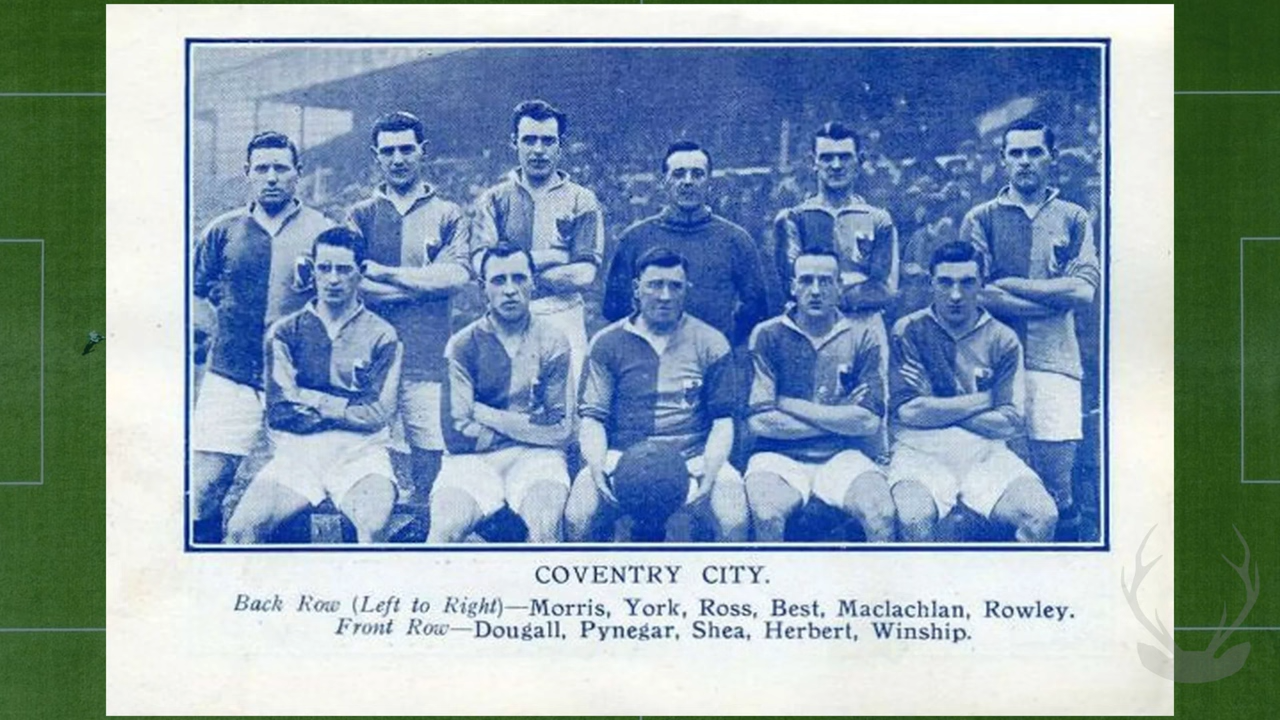 COVENTRY CITY.
Back Row (Left to Right)—Morris, York, Ross, Best, Maclachlan, Rowley.
Front Row—Dougall, Pynegar, Shea, Herbert, Winship.